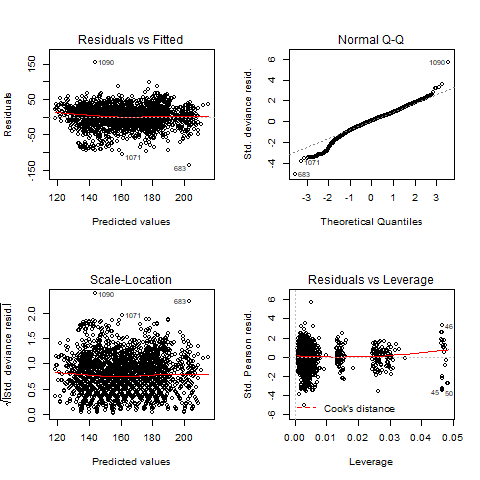 Residuals vs Fitted
Residuals
150
50
-50
-150
1090
1071
683
120 140 160 180 200
Predicted values
Normal Q-Q
Std. deviance resid.
6
4
2
0
-2
-4
1090
1071
683
-3 -2 -1 0 1 2 3
Theoretical Quantiles
Scale-Location
√|Std. deviance resid.|
2.0
1.5
1.0
0.5
0.0
1090
683
1071
120 140 160 180 200
Predicted values
Residuals vs Leverage
Std. Pearson resid.
6
4
2
0
-2
-4
-6
46
45
50
Cook's distance
0.00 0.01 0.02 0.03 0.04 0.05
Leverage